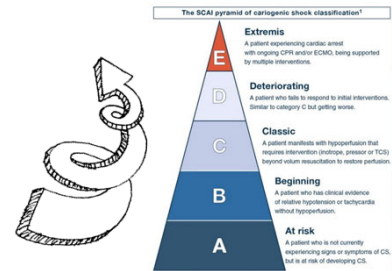 The SCAI pyramid of cariogenic shock classification¹
E
Extremis
A patient experiencing cardiac arrest
with ongoing CPR and/or ECMO, being supported
by multiple interventions.
D
Deteriorating
A patient who fails to respond to initial interventions.
Similar to category C but getting worse.
C
Classic
A patient manifests with hypoperfusion that
requires intervention (inotrope, pressor or TCS)
beyond volum resuscitation to restore perfusion.
B
Beginning
A patient who has clinical evidence
of relative hypotention or tachycardia
without hypoperfusion.
A
At risk
A patient who is not currently
experiencing signs or symptoms of CS,
but is at risk of developing CS.